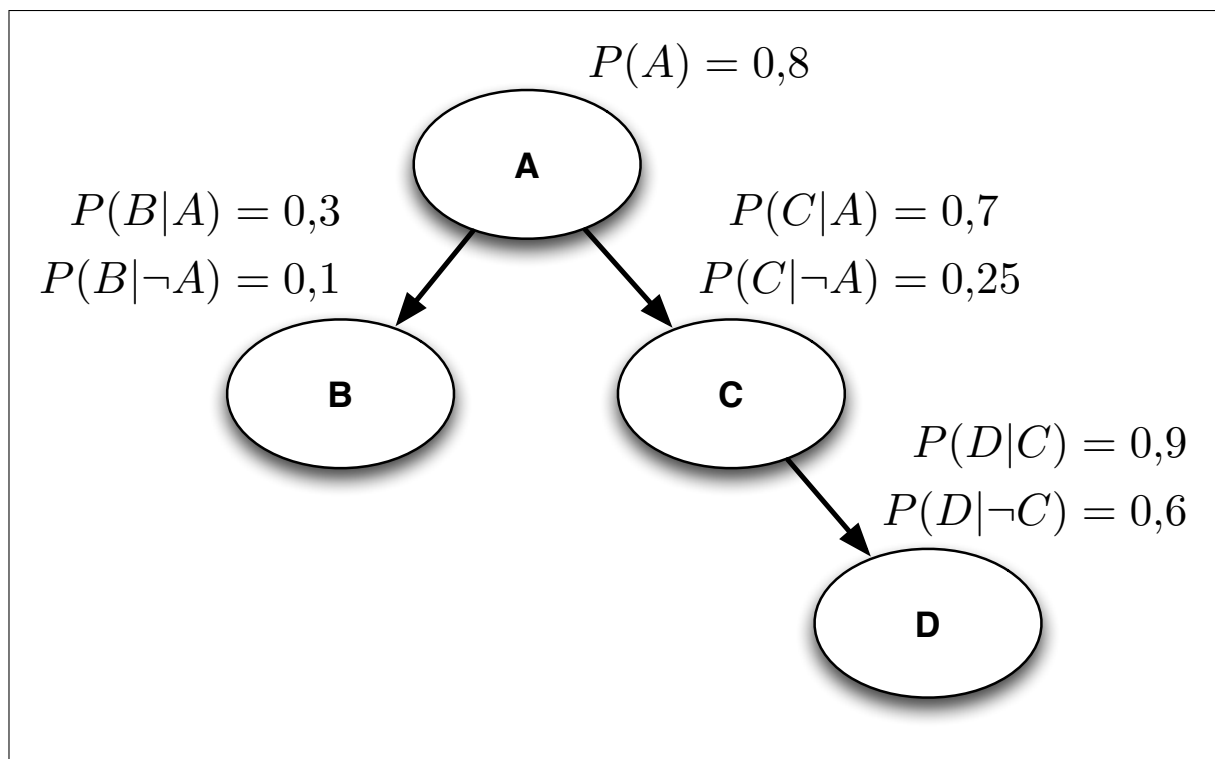 P(A) = 0,8
A
P(B|A) = 0,3
P(C|A) = 0,7
P(B|¬A) = 0,1
P(C|¬A) = 0,25
B
C
P(D|C) = 0,9
P(D|¬C) = 0,6
D